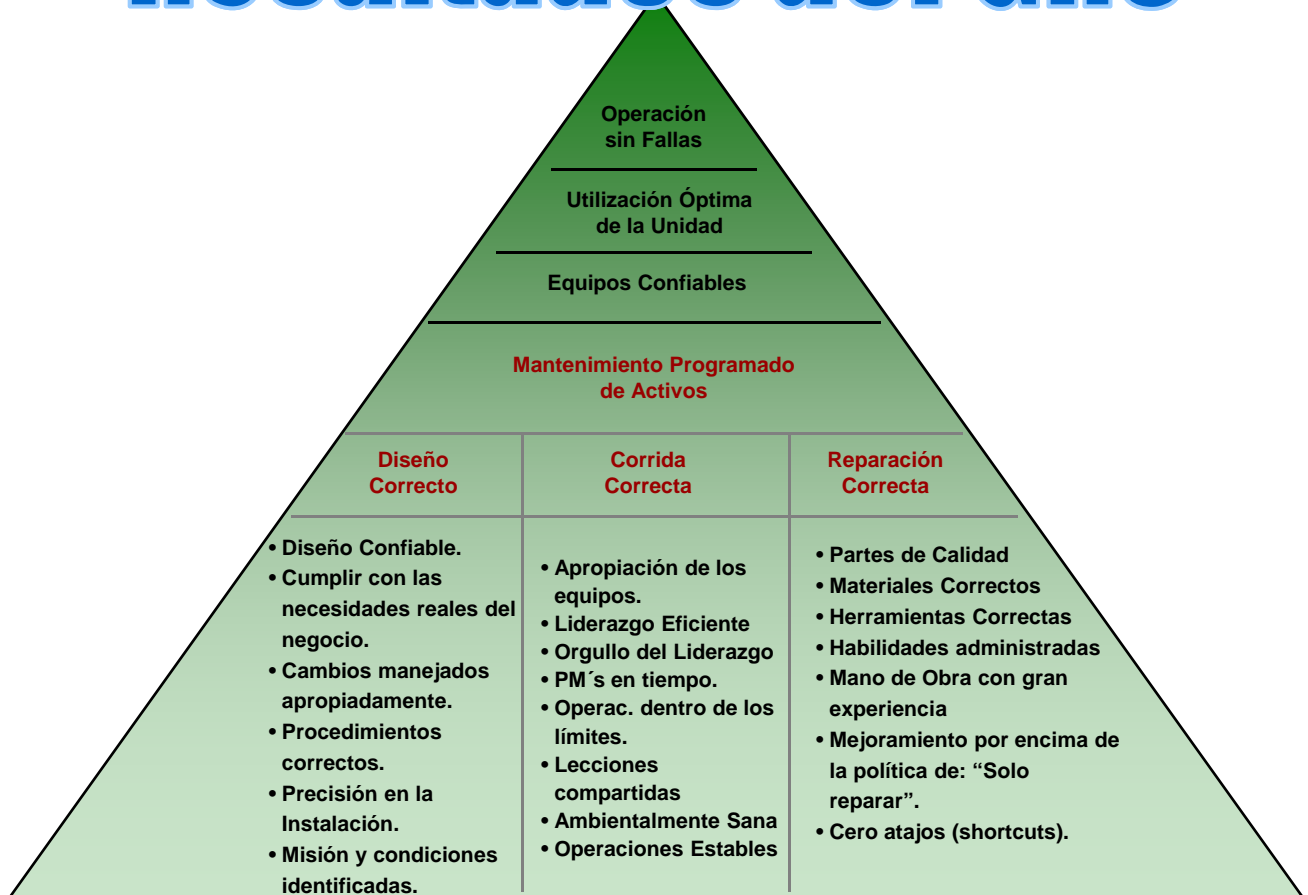 Operación
sin Fallas
Utilización Óptima
de la Unidad
Equipos Confiables
Mantenimiento Programado
de Activos
Diseño
Correcto
• Diseño Confiable.
• Cumplir con las
necesidades reales del
negocio.
• Cambios manejados
apropiadamente.
• Procedimientos
correctos.
• Precisión en la
Instalación.
• Misión y condiciones
identificadas.
Corrida
Correcta
• Apropiación de los
equipos.
• Liderazgo Eficiente
• Orgullo del Liderazgo
• PM´s en tiempo.
• Operac. dentro de los
límites.
• Lecciones
compartidas
• Ambientalmente Sana
• Operaciones Estables
Reparación
Correcta
• Partes de Calidad
• Materiales Correctos
• Herramientas Correctas
• Habilidades administradas
• Mano de Obra con gran
experiencia
• Mejoramiento por encima de
la política de: “Solo
reparar”.
• Cero atajos (shortcuts).